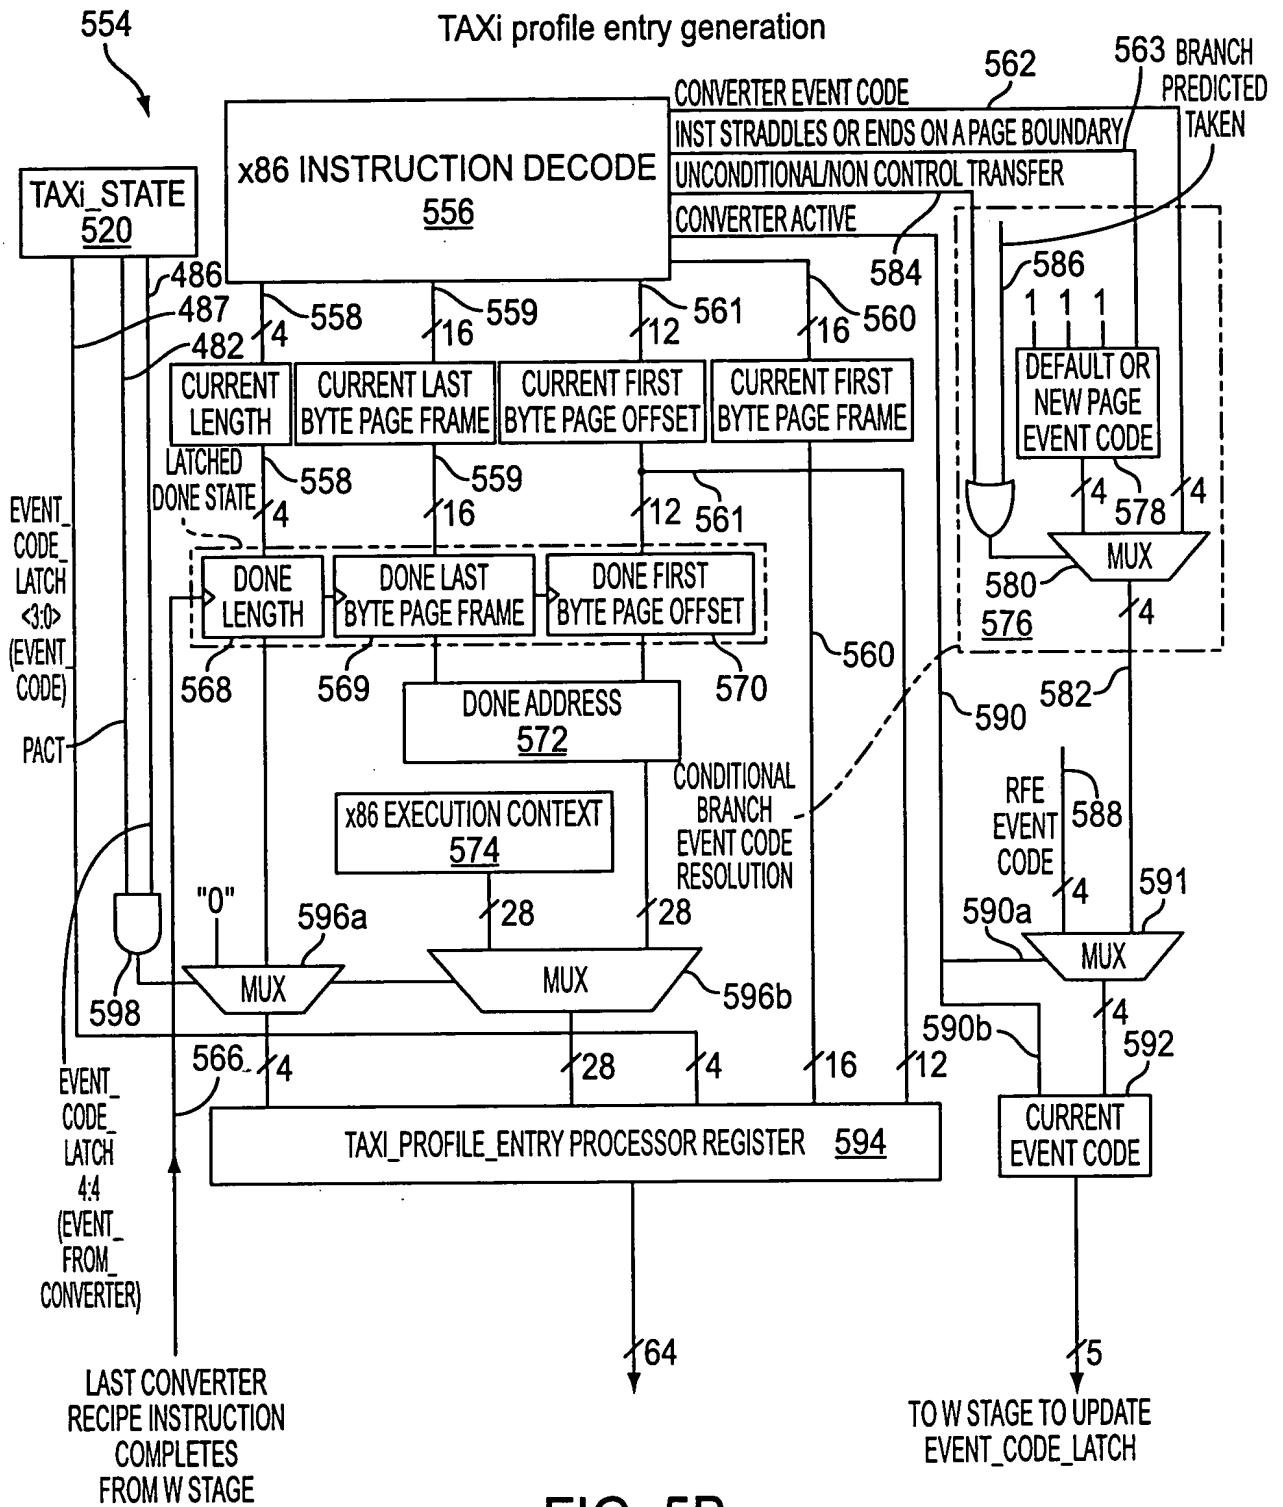 554
TAXi profile entry generation
562
563
BRANCH
PREDICTED
TAKEN
CONVERTER EVENT CODE
INST STRADDLES OR ENDS ON A PAGE BOUNDARY
UNCONDITIONAL/NON CONTROL TRANSFER
CONVERTER ACTIVE
x86 INSTRUCTION DECODE
556
TAXi_STATE
520
486
487
482
558
559
561
560
584
586
4
16
12
16
1 1 1
CURRENT
LENGTH
CURRENT LAST
BYTE PAGE FRAME
CURRENT FIRST
BYTE PAGE OFFSET
CURRENT FIRST
BYTE PAGE FRAME
DEFAULT OR
NEW PAGE
EVENT CODE
LATCHED
DONE STATE
558
559
561
4
16
12
4
578
4
EVENT_
CODE_
LATCH
<3:0>
(EVENT_
CODE)
DONE
LENGTH
DONE LAST
BYTE PAGE FRAME
DONE FIRST
BYTE PAGE OFFSET
MUX
580
4
576
568
569
570
560
582
590
PACT
DONE ADDRESS
572
CONDITIONAL
BRANCH
EVENT CODE
RESOLUTION
x86 EXECUTION CONTEXT
574
RFE
EVENT
CODE
588
4
"0"
596a
28
28
590a
591
MUX
MUX
596b
MUX
598
590b
4
592
566
4
28
4
16
12
EVENT_
CODE_
LATCH
4:4
(EVENT_
FROM_
CONVERTER)
TAXI_PROFILE_ENTRY PROCESSOR REGISTER 594
CURRENT
EVENT CODE
64
5
LAST CONVERTER
RECIPE INSTRUCTION
COMPLETES
FROM W STAGE
TO W STAGE TO UPDATE
EVENT_CODE_LATCH
FIG. 5B